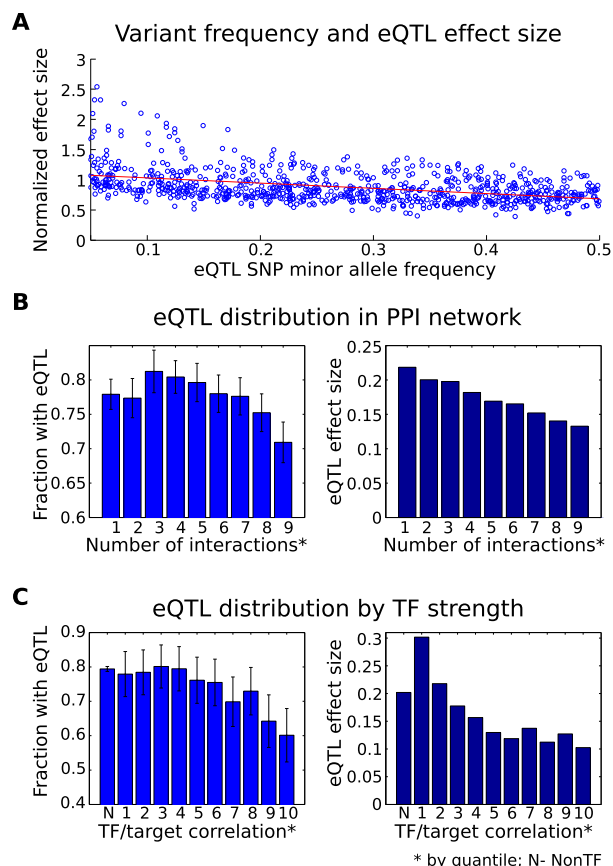 A
Variant frequency and eQTL effect size
Normalized effect size
3
2.5
2
1.5
1
0.5
0
0.1 0.2 0.3 0.4 0.5
eQTL SNP minor allele frequency
B
eQTL distribution in PPI network
Fraction with eQTL
0.8
0.75
0.7
0.65
0.6
1 2 3 4 5 6 7 8 9
Number of interactions*
eQTL effect size
0.25
0.2
0.15
0.1
0.05
0
1 2 3 4 5 6 7 8 9
Number of interactions*
C
eQTL distribution by TF strength
Fraction with eQTL
0.9
0.8
0.7
0.6
0.5
0.4
N 1 2 3 4 5 6 7 8 9 10
TF/target correlation*
eQTL effect size
0.3
0.25
0.2
0.15
0.1
0.05
0
N 1 2 3 4 5 6 7 8 9 10
TF/target correlation*
* by quantile; N- NonTF